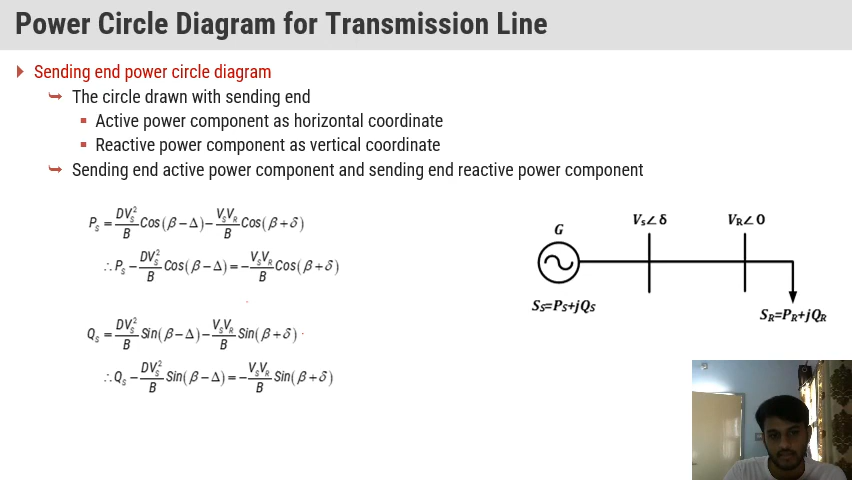 Power Circle Diagram for Transmission Line
Sending end power circle diagram
The circle drawn with sending end
Active power component as horizontal coordinate
Reactive power component as vertical coordinate
Sending end active power component and sending end reactive power component
P_S = DV_S^2/B Cos(β−Δ) − V_SV_R/B Cos(β+δ)
∴P_S − DV_S^2/B Cos(β−Δ) = −V_SV_R/B Cos(β+δ)
Q_S = DV_S^2/B Sin(β−Δ) − V_SV_R/B Sin(β+δ)
∴Q_S − DV_S^2/B Sin(β−Δ) = −V_SV_R/B Sin(β+δ)
G
V_S∠δ
V_R∠0
S_S=P_S+jQ_S
S_R=P_R+jQ_R